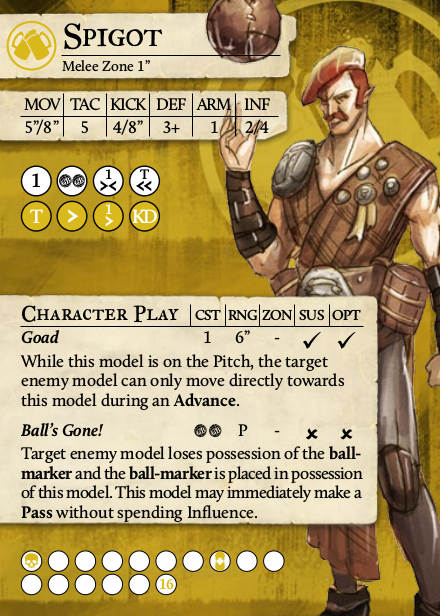 Spigot
Melee Zone 1”
MOV TAC KICK DEF ARM INF
5”/8” 5 4/8” 3+ 1 2/4
1 1 T
T > 1 > KD
Character Play CST RNG ZON SUS OPT
Goad 1 6” - ✓ ✓
While this model is on the Pitch, the target
enemy model can only move directly towards
this model during an Advance.
Ball’s Gone! P - ✗ ✗
Target enemy model loses possession of the ball-
marker and the ball-marker is placed in possession
of this model. This model may immediately make a
Pass without spending Influence.
16